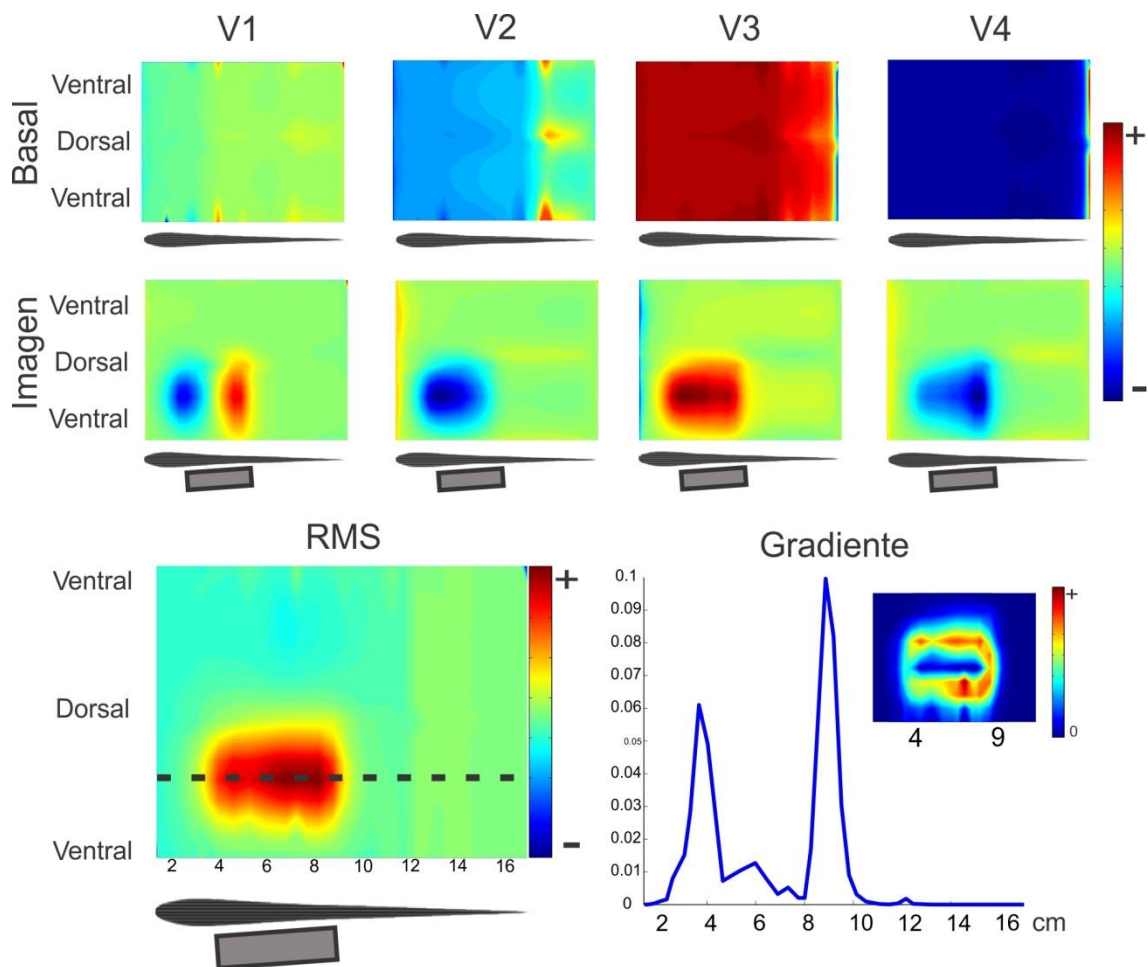 V1 V2 V3 V4
Basal
Ventral
Dorsal
Ventral
+
-
Imagen
Ventral
Dorsal
Ventral
RMS
Ventral
Dorsal
Ventral
2 4 6 8 10 12 14 16
+
-
Gradiente
0.1
0.09
0.08
0.07
0.06
0.05
0.04
0.03
0.02
0.01
0
2 4 6 8 10 12 14 16 cm
+
0
4 9